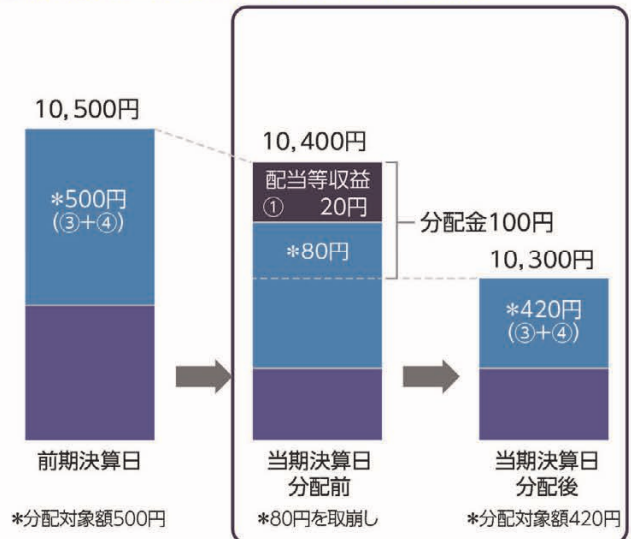 10,500円
*500円
(③+④)
前期決算日
*分配対象額500円
10,400円
配当等収益
① 20円
*80円
分配金100円
当期決算日
分配前
*80円を取崩し
10,300円
*420円
(③+④)
当期決算日
分配後
*分配対象額420円